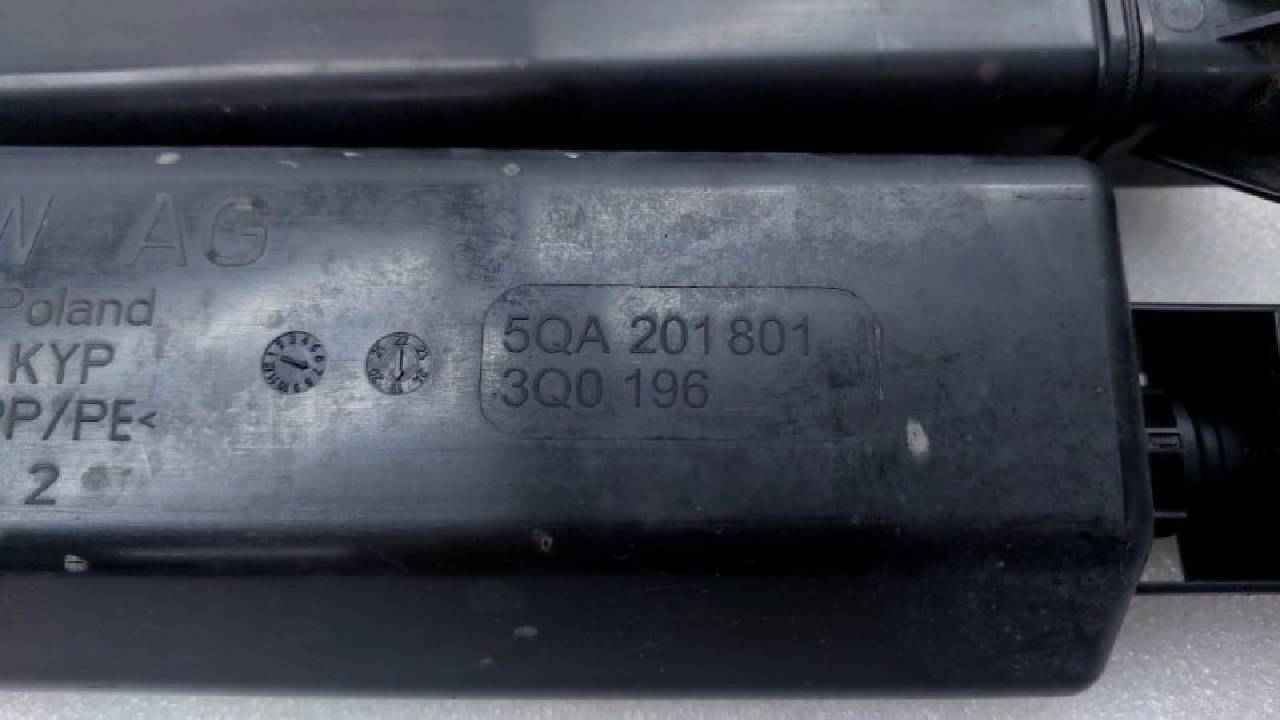 W AG
Poland
KYP
PP/PE<
2
5QA 201 801
3Q0 196